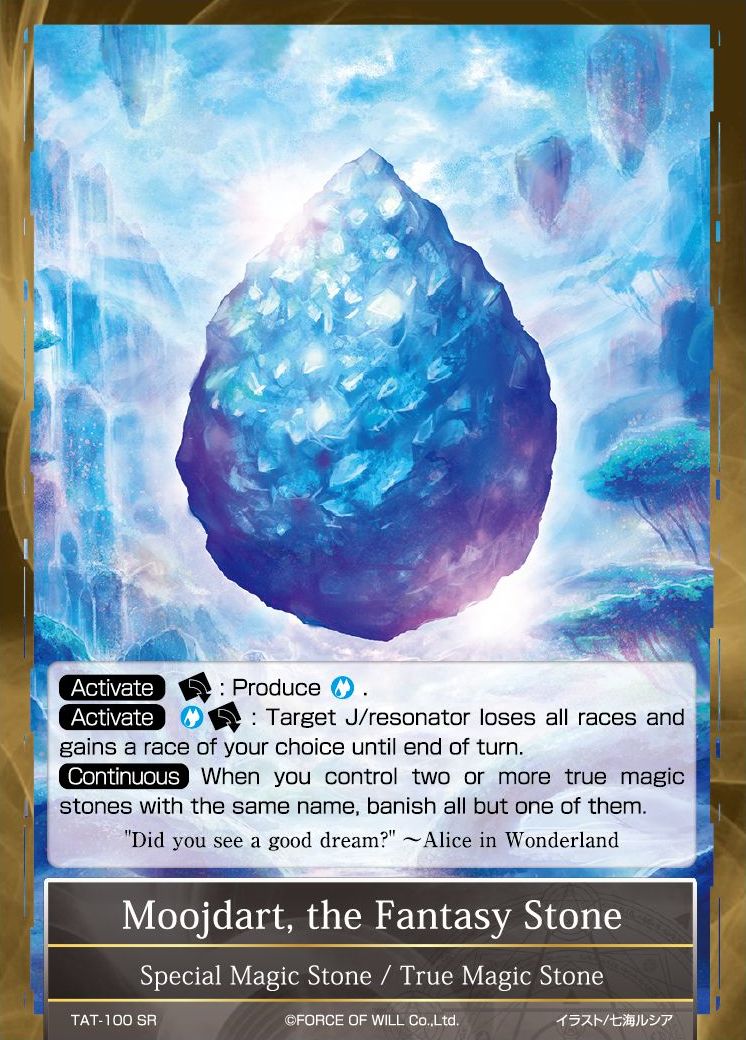 Activate : Produce .
Activate : Target J/resonator loses all races and
gains a race of your choice until end of turn.
Continuous When you control two or more true magic
stones with the same name, banish all but one of them.
"Did you see a good dream?" ～Alice in Wonderland
Moojdart, the Fantasy Stone
Special Magic Stone / True Magic Stone
TAT-100 SR ©FORCE OF WILL Co.,Ltd. イラスト/七海ルシア